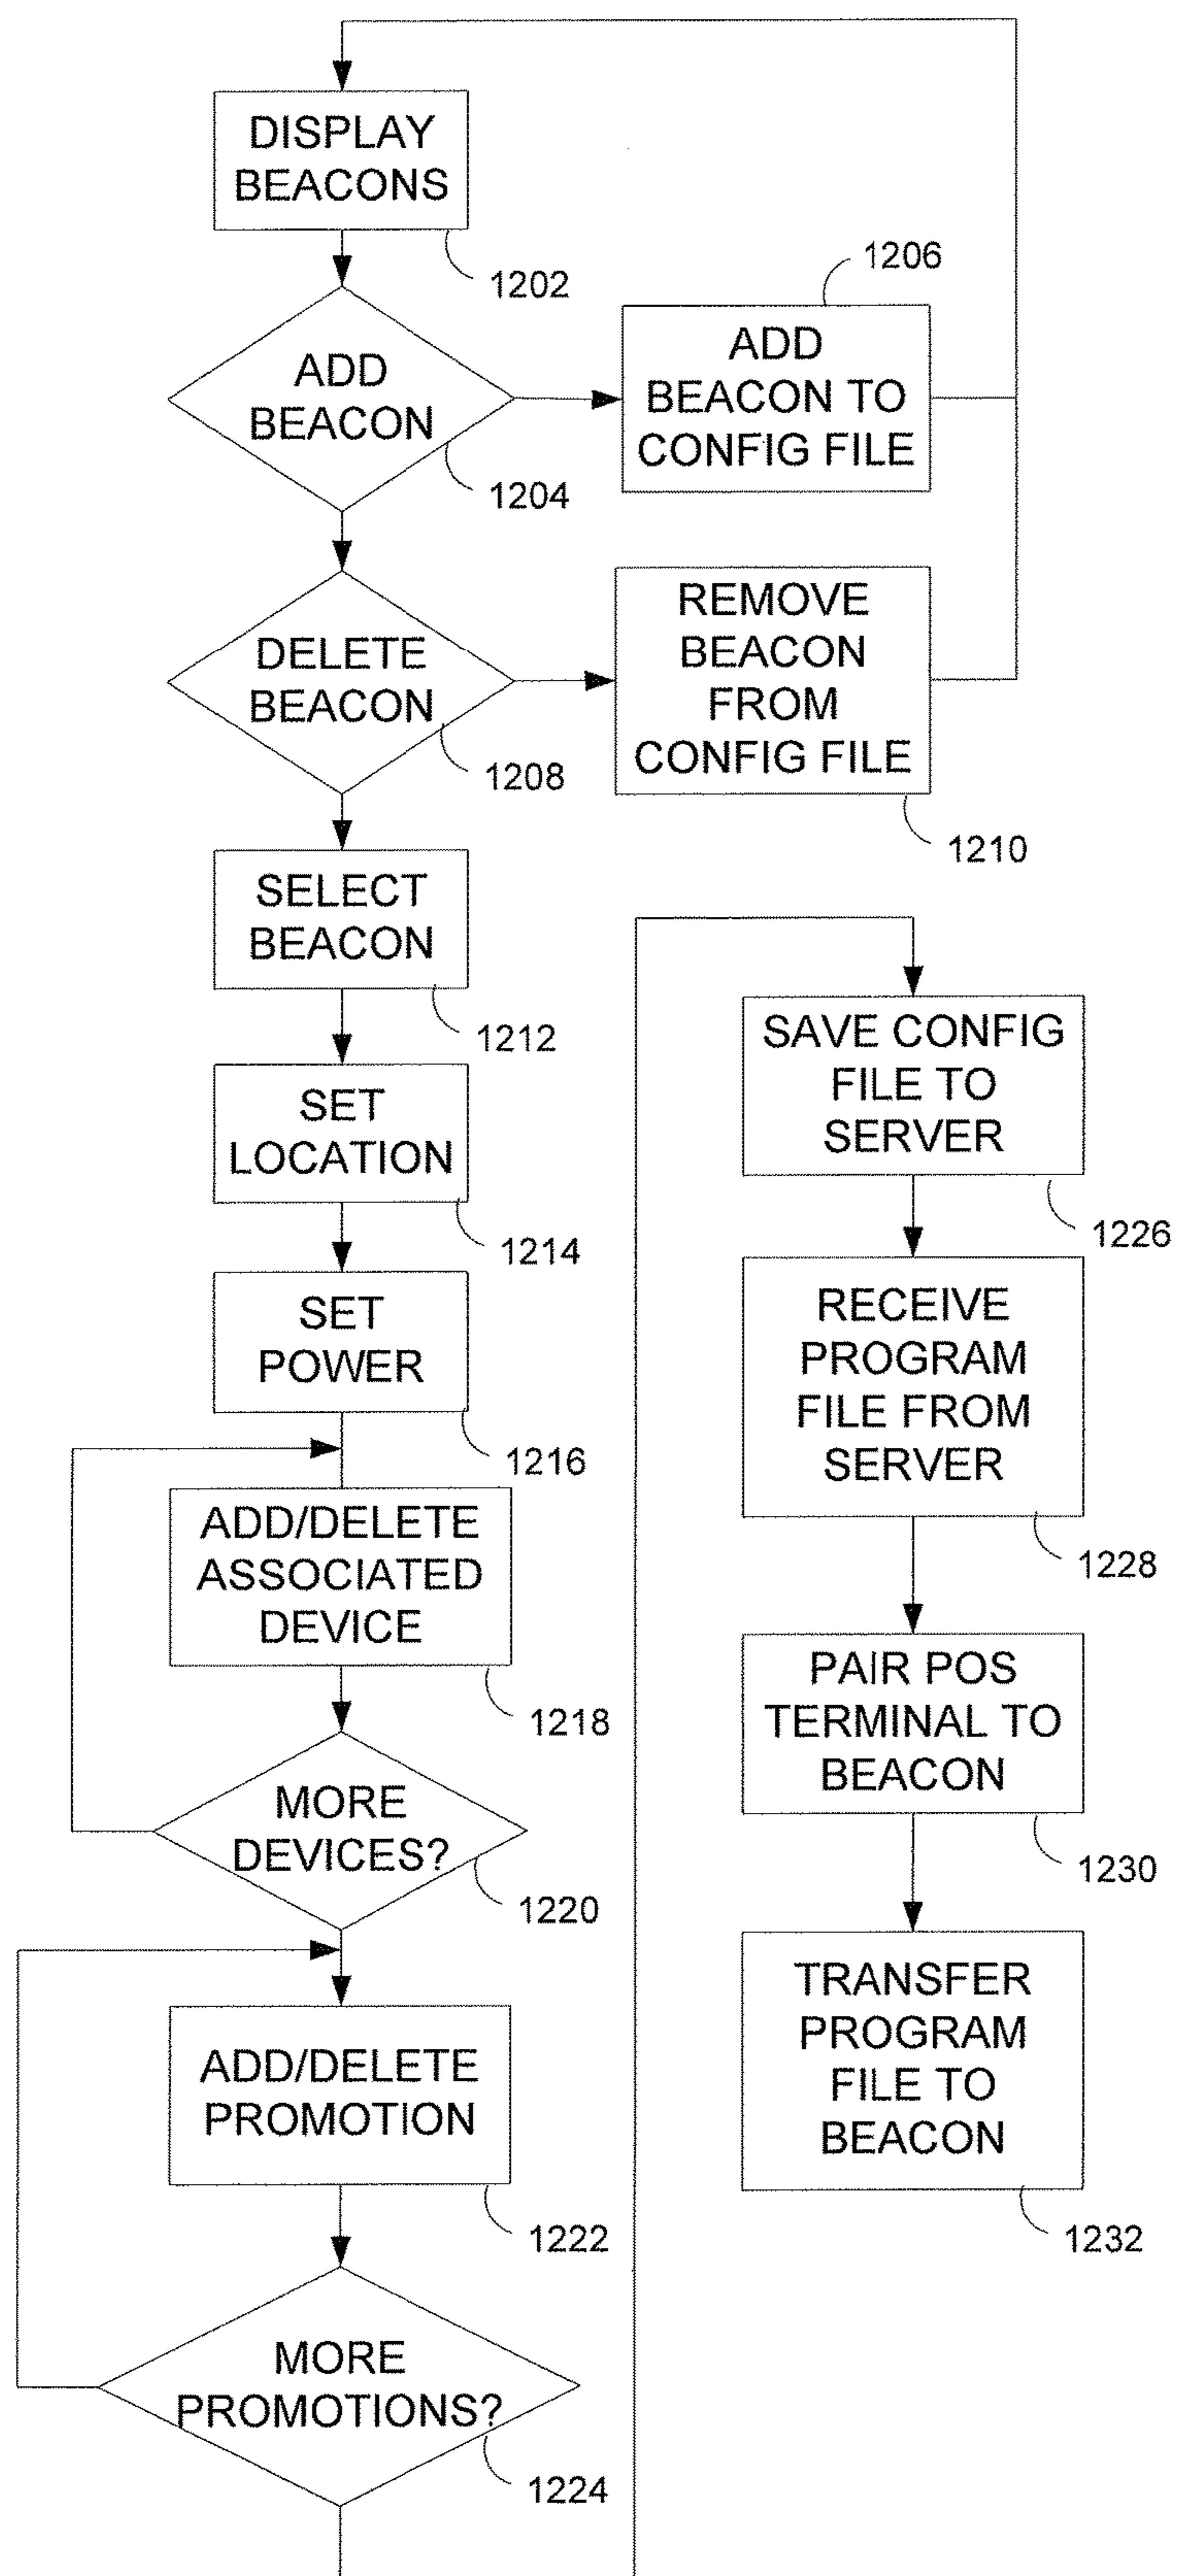 DISPLAY
BEACONS
1202
ADD
BEACON
1204
1206
ADD
BEACON TO
CONFIG FILE
DELETE
BEACON
1208
REMOVE
BEACON
FROM
CONFIG FILE
1210
SELECT
BEACON
1212
SET
LOCATION
1214
SET
POWER
1216
ADD/DELETE
ASSOCIATED
DEVICE
1218
MORE
DEVICES?
1220
ADD/DELETE
PROMOTION
1222
MORE
PROMOTIONS?
1224
SAVE CONFIG
FILE TO
SERVER
1226
RECEIVE
PROGRAM
FILE FROM
SERVER
1228
PAIR POS
TERMINAL TO
BEACON
1230
TRANSFER
PROGRAM
FILE TO
BEACON
1232